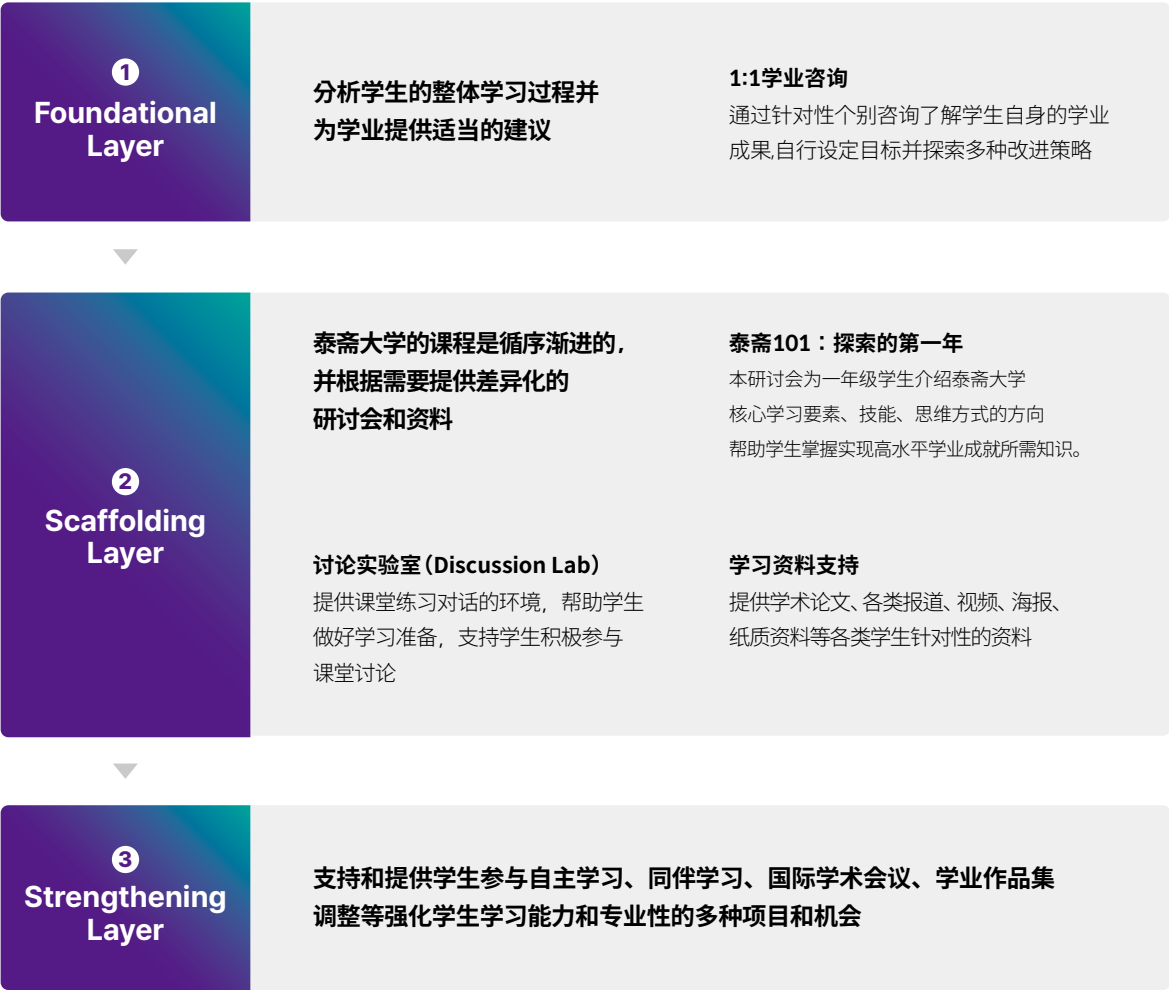 1
Foundational
Layer
分析学生的整体学习过程并
为学业提供适当的建议
1:1学业咨询
通过针对性个别咨询了解学生自身的学业
成果,自行设定目标并探索多种改进策略
2
Scaffolding
Layer
泰斋大学的课程是循序渐进的,
并根据需要提供差异化的
研讨会和资料
泰斋101：探索的第一年
本研讨会为一年级学生介绍泰斋大学
核心学习要素、技能、思维方式的方向
帮助学生掌握实现高水平学业成就所需知识。
讨论实验室（Discussion Lab）
提供课堂练习对话的环境，帮助学生
做好学习准备，支持学生积极参与
课堂讨论
学习资料支持
提供学术论文、各类报道、视频、海报、
纸质资料等各类学生针对性的资料
3
Strengthening
Layer
支持和提供学生参与自主学习、同伴学习、国际学术会议、学业作品集
调整等强化学生学习能力和专业性的多种项目和机会